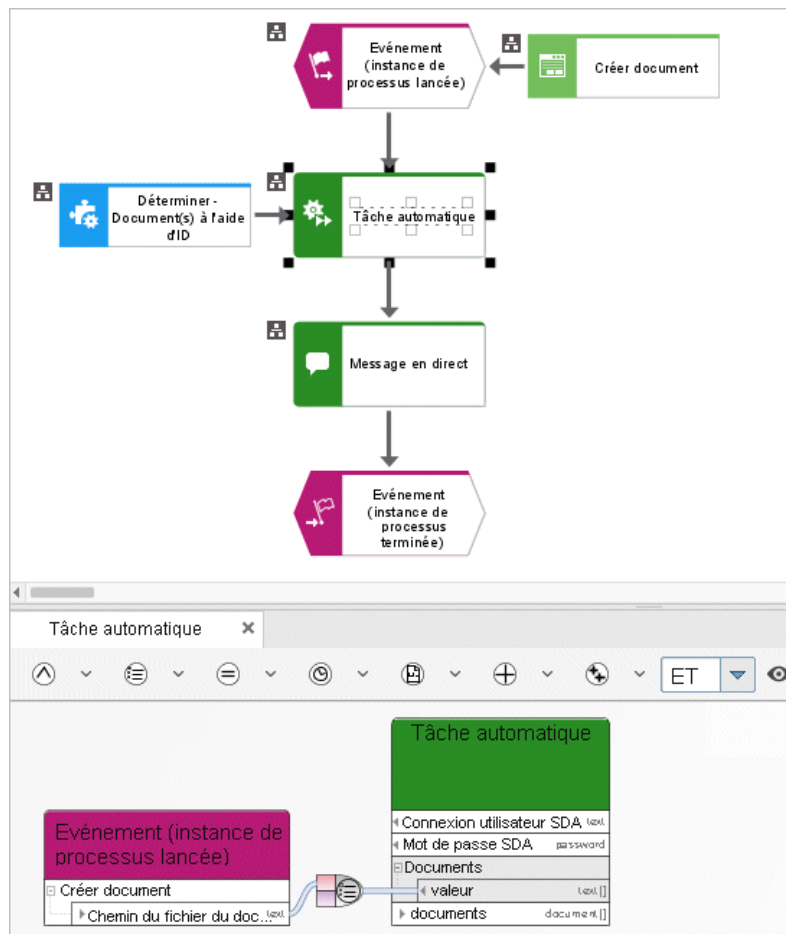 Evénement
(instance de
processus lancée)
Créer document
Déterminer -
Document(s) à l'aide
d'ID
Tâche automatique
Message en direct
Evénement
(instance de
processus
terminée)
Tâche automatique
ET
Tâche automatique
Connexion utilisateur SDA text
Mot de passe SDA password
Documents
valeur text[]
documents document[]
Evénement (instance de
processus lancée)
Créer document
Chemin du fichier du doc... text